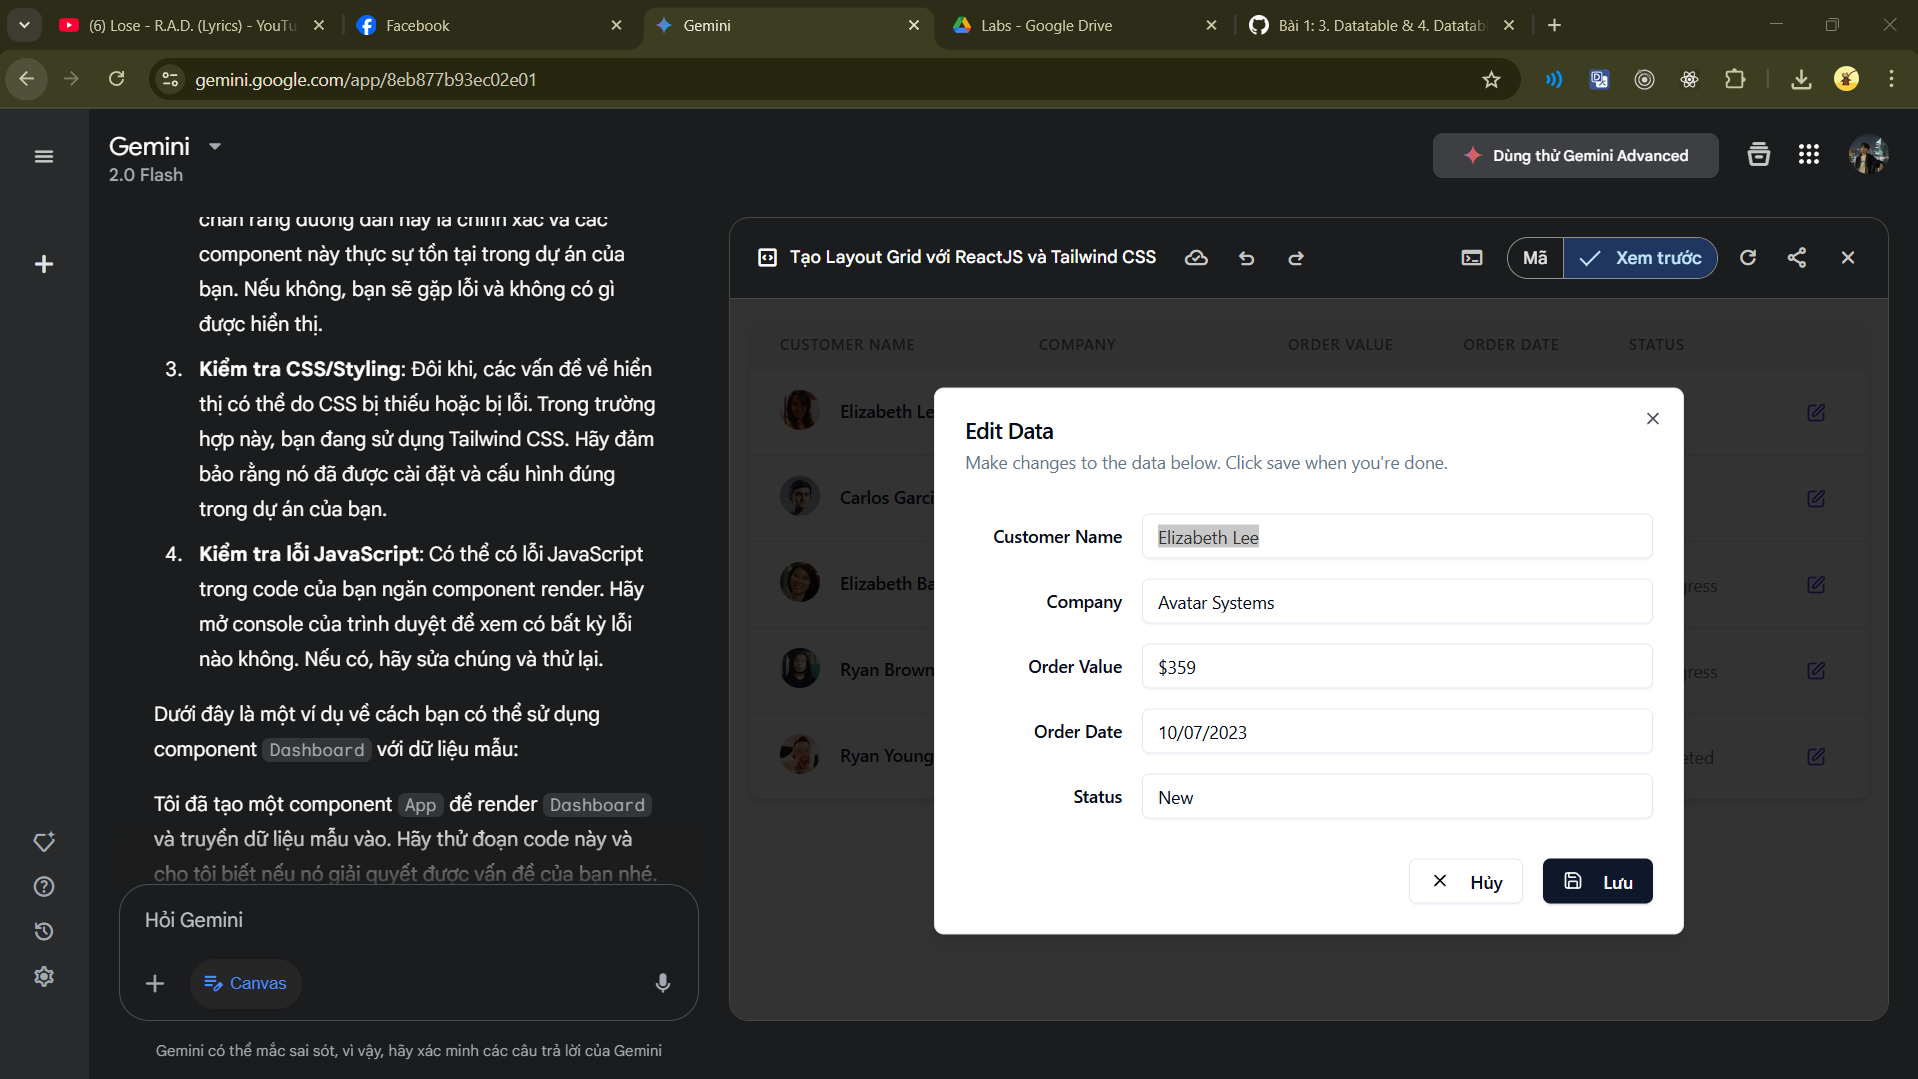 (6) Lose - R.A.D. (Lyrics) - YouTu
Facebook
Gemini
Labs - Google Drive
Bài 1: 3. Datatable & 4. Datatab
gemini.google.com/app/8eb877b93ec02e01
Gemini
2.0 Flash
Dùng thử Gemini Advanced
chắn rằng đường dẫn này là chính xác và các
component này thực sự tồn tại trong dự án của
bạn. Nếu không, bạn sẽ gặp lỗi và không có gì
được hiển thị.
3. Kiểm tra CSS/Styling: Đôi khi, các vấn đề về hiển
thị có thể do CSS bị thiếu hoặc bị lỗi. Trong trường
hợp này, bạn đang sử dụng Tailwind CSS. Hãy đảm
bảo rằng nó đã được cài đặt và cấu hình đúng
trong dự án của bạn.
4. Kiểm tra lỗi JavaScript: Có thể có lỗi JavaScript
trong code của bạn ngăn component render. Hãy
mở console của trình duyệt để xem có bất kỳ lỗi
nào không. Nếu có, hãy sửa chúng và thử lại.
Dưới đây là một ví dụ về cách bạn có thể sử dụng
component Dashboard với dữ liệu mẫu:
Tôi đã tạo một component App để render Dashboard
và truyền dữ liệu mẫu vào. Hãy thử đoạn code này và
cho tôi biết nếu nó giải quyết được vấn đề của bạn nhé.
Hỏi Gemini
Canvas
Gemini có thể mắc sai sót, vì vậy, hãy xác minh các câu trả lời của Gemini
Tạo Layout Grid với ReactJS và Tailwind CSS
Mã
Xem trước
CUSTOMER NAME COMPANY ORDER VALUE ORDER DATE STATUS
Elizabeth Le
Carlos Garci
Elizabeth Ba
gress
Ryan Brown
gress
Ryan Young
eted
Edit Data
Make changes to the data below. Click save when you're done.
Customer Name Elizabeth Lee
Company Avatar Systems
Order Value $359
Order Date 10/07/2023
Status New
Hủy
Lưu